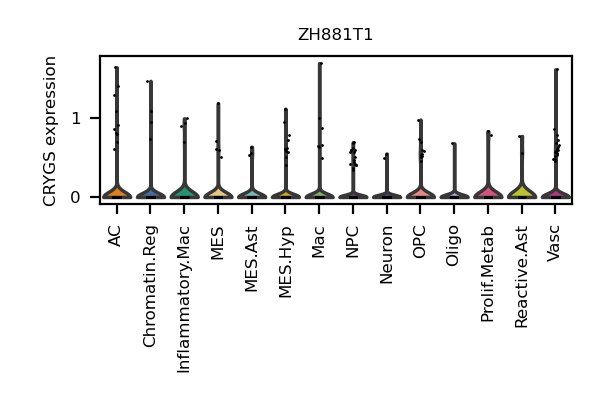 ZH881T1
CRYGS expression
1
0
AC
Chromatin.Reg
Inflammatory.Mac
MES
MES.Ast
MES.Hyp
Mac
NPC
Neuron
OPC
Oligo
Prolif.Metab
Reactive.Ast
Vasc